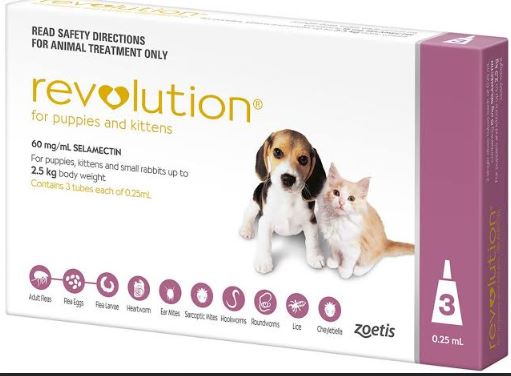 READ SAFETY DIRECTIONS
FOR ANIMAL TREATMENT ONLY
revolution®
for puppies and kittens
60 mg/mL SELAMECTIN
For puppies, kittens and small rabbits up to
2.5 kg body weight
Contains 3 tubes each of 0.25mL
Adult fleas
Flea Eggs
Flea Larvae
Heartworm
Ear Mites
Sarcoptic Mites
Hookworms
Roundworms
Lice
Cheyletiella
zoetis
3
0.25 mL
revolution®